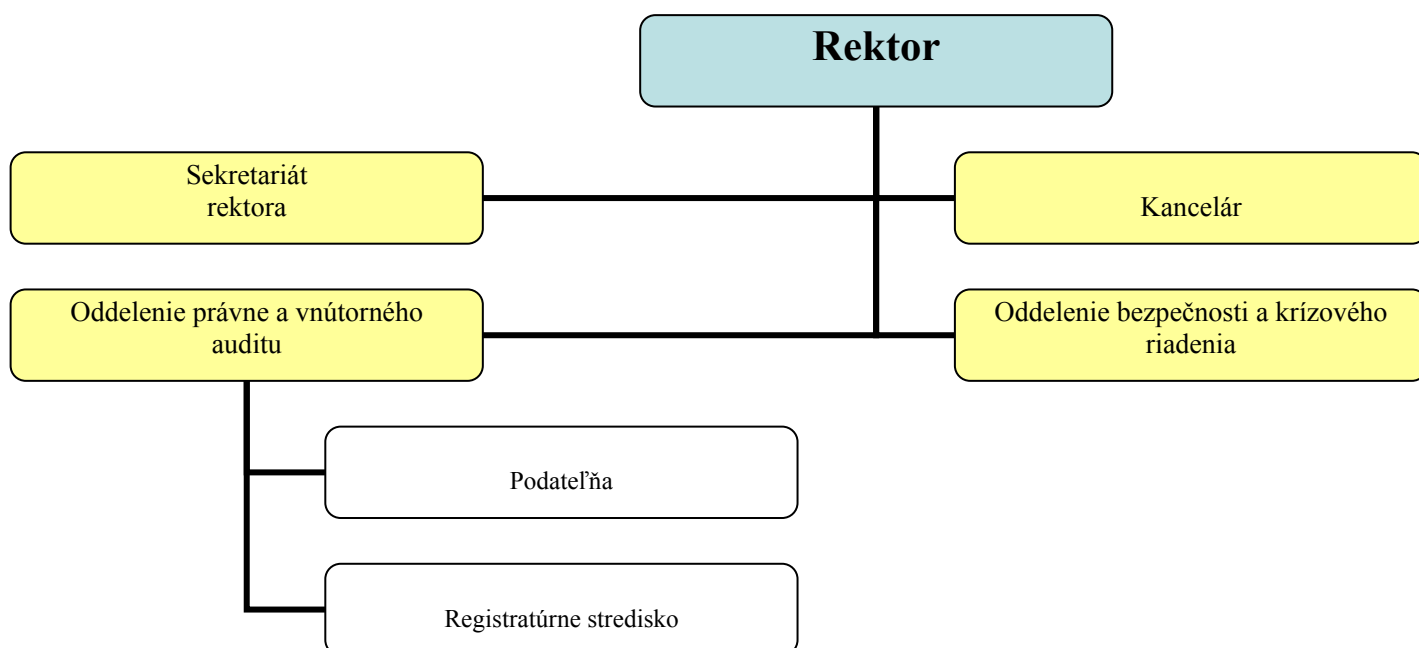 Rektor
Sekretariát
rektora
Kancelár
Oddelenie právne a vnútorného
auditu
Oddelenie bezpečnosti a krízového
riadenia
Podateľňa
Registratúrne stredisko